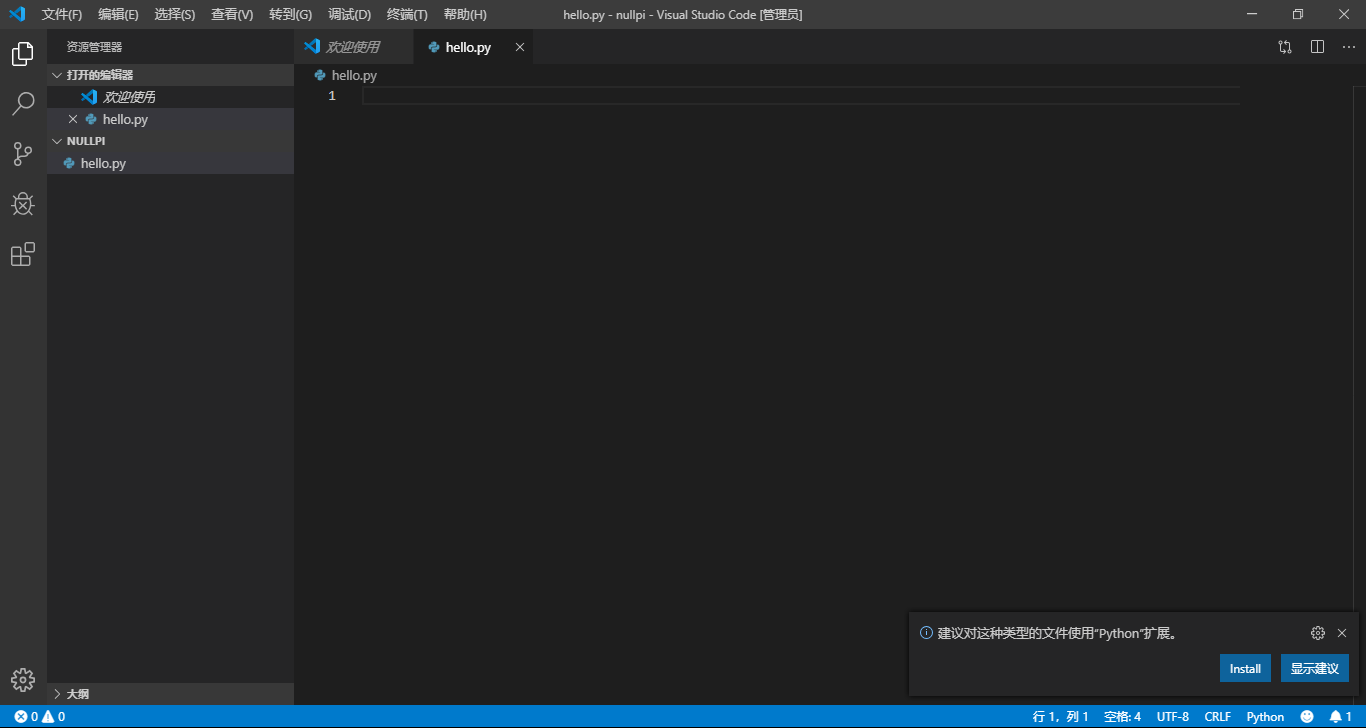 文件(F) 编辑(E) 选择(S) 查看(V) 转到(G) 调试(D) 终端(T) 帮助(H) hello.py - nullpi - Visual Studio Code [管理员]
资源管理器
打开的编辑器
欢迎使用
hello.py
NULLPI
hello.py
大纲
欢迎使用 hello.py
hello.py
1
建议对这种类型的文件使用“Python”扩展。
Install 显示建议
0 0 行 1，列 1 空格: 4 UTF-8 CRLF Python 1